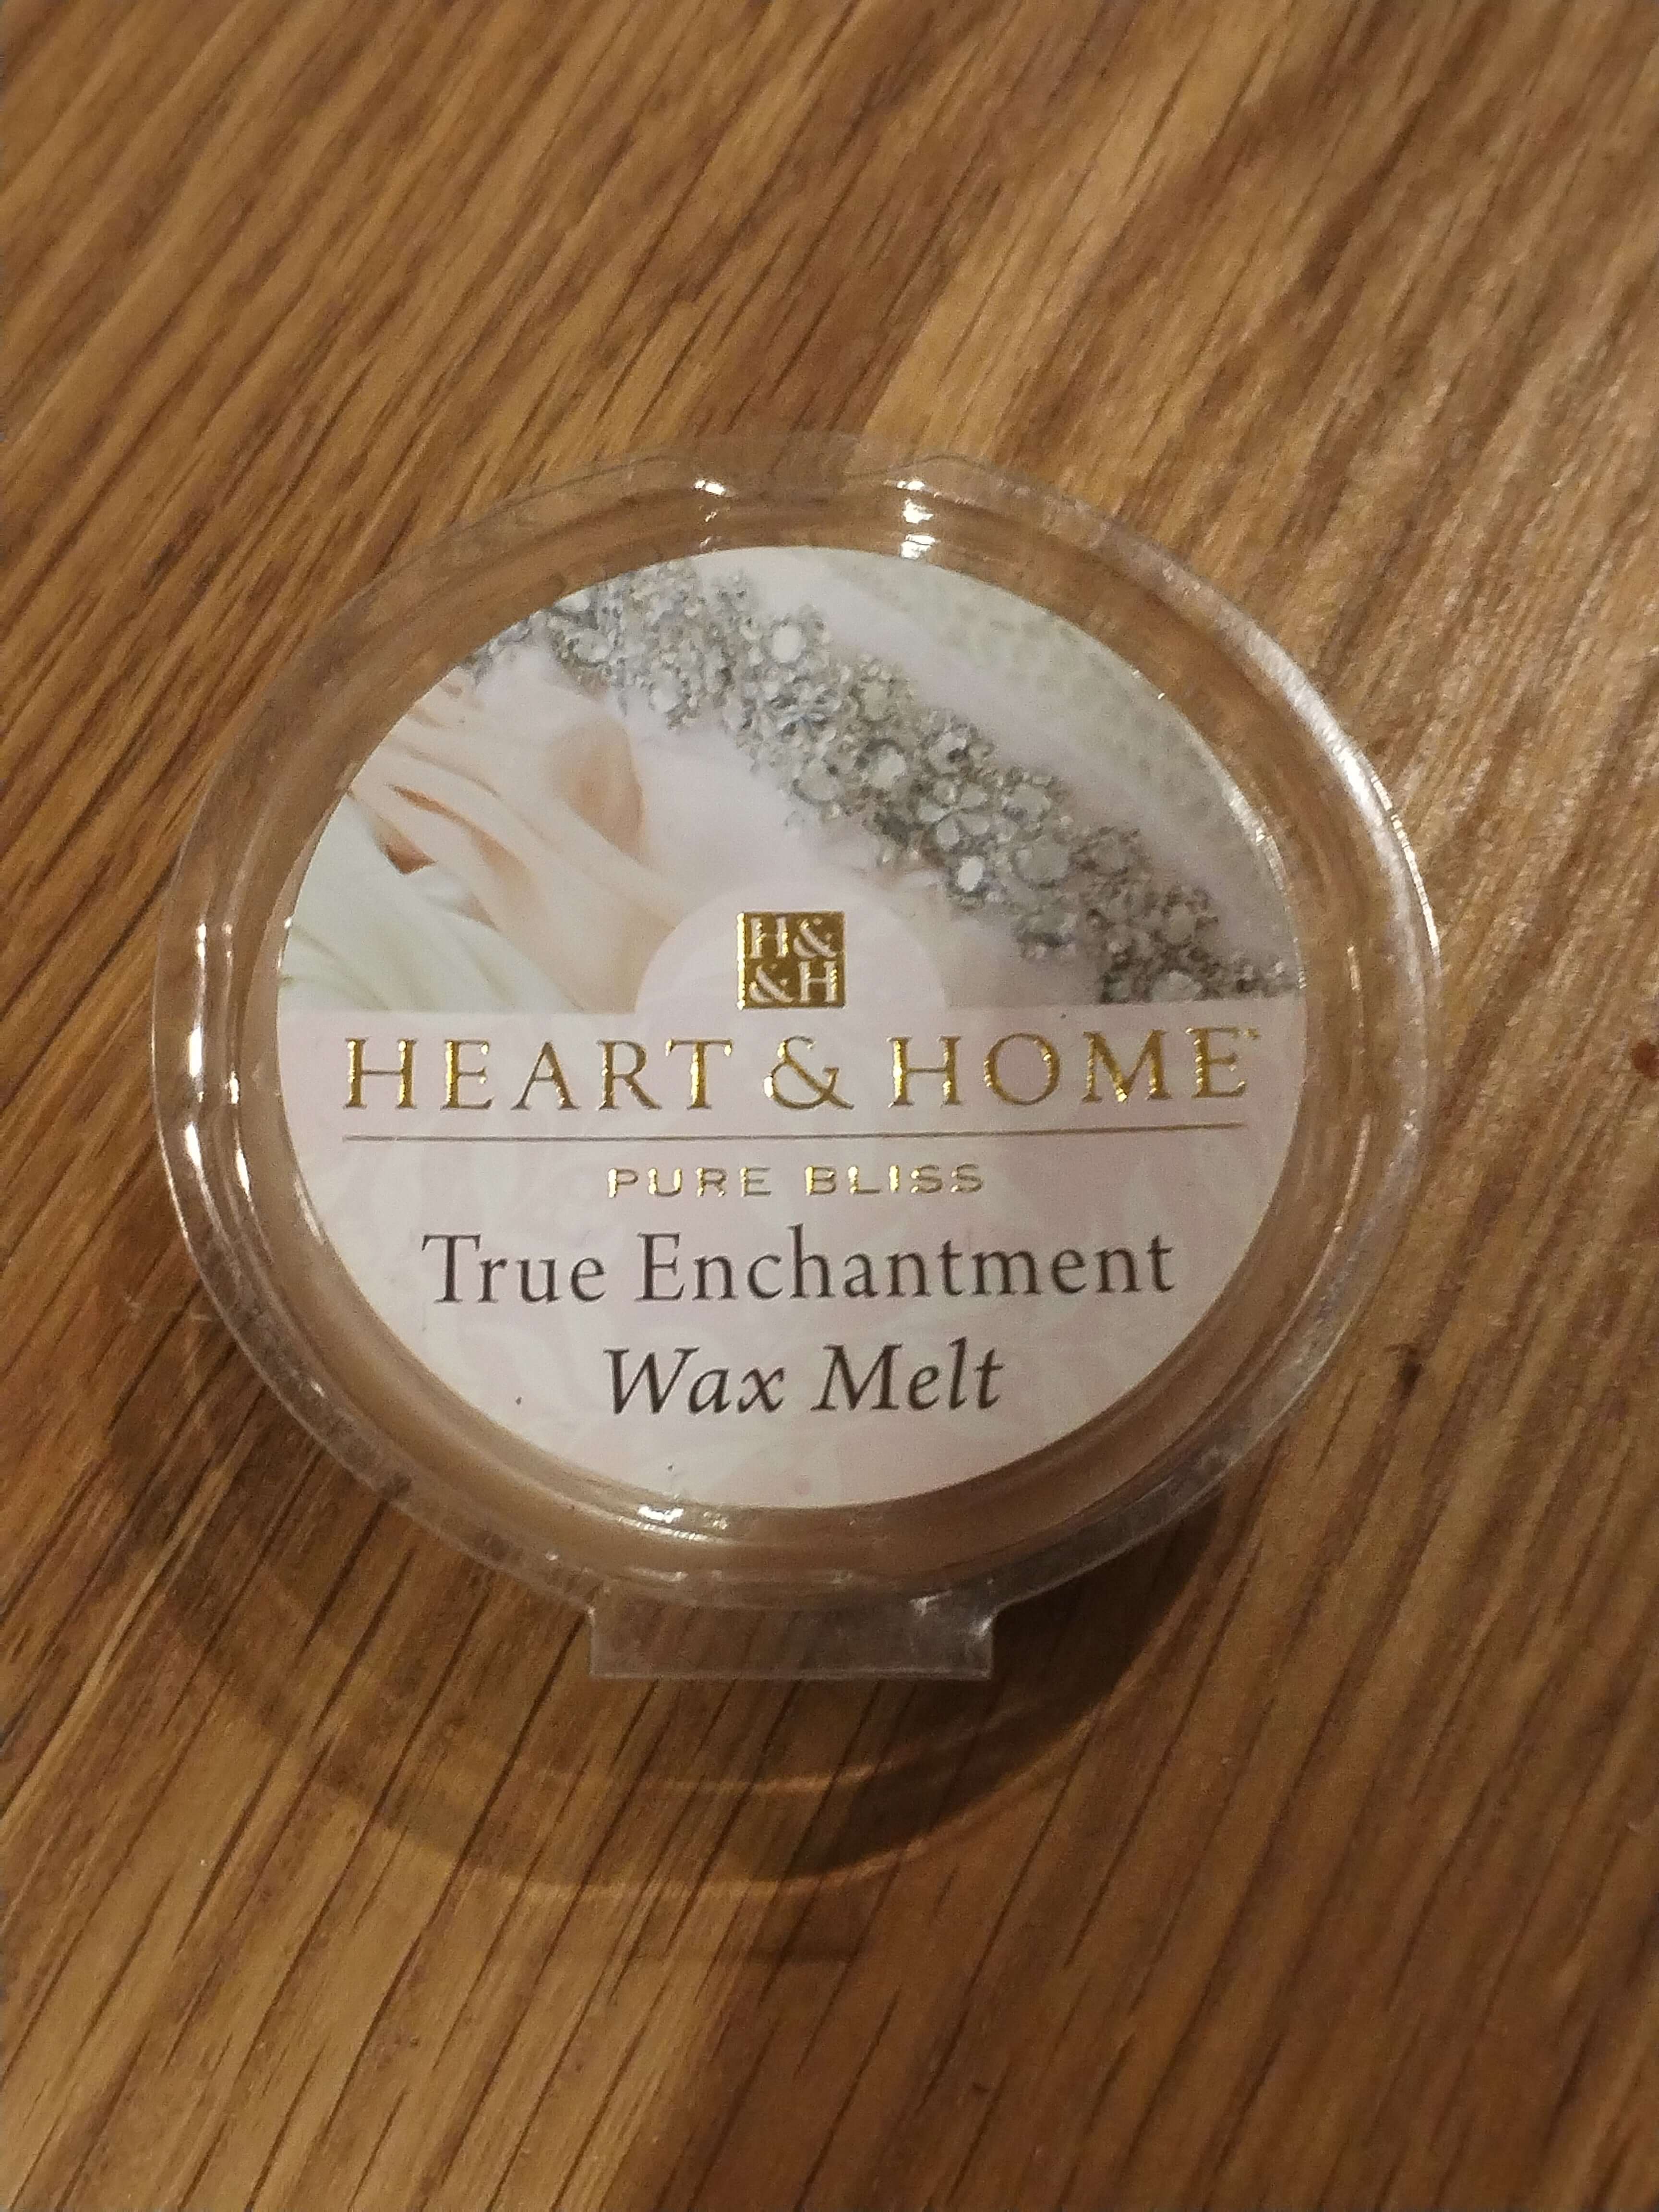 H&
&H
HEART & HOME
PURE BLISS
True Enchantment
Wax Melt